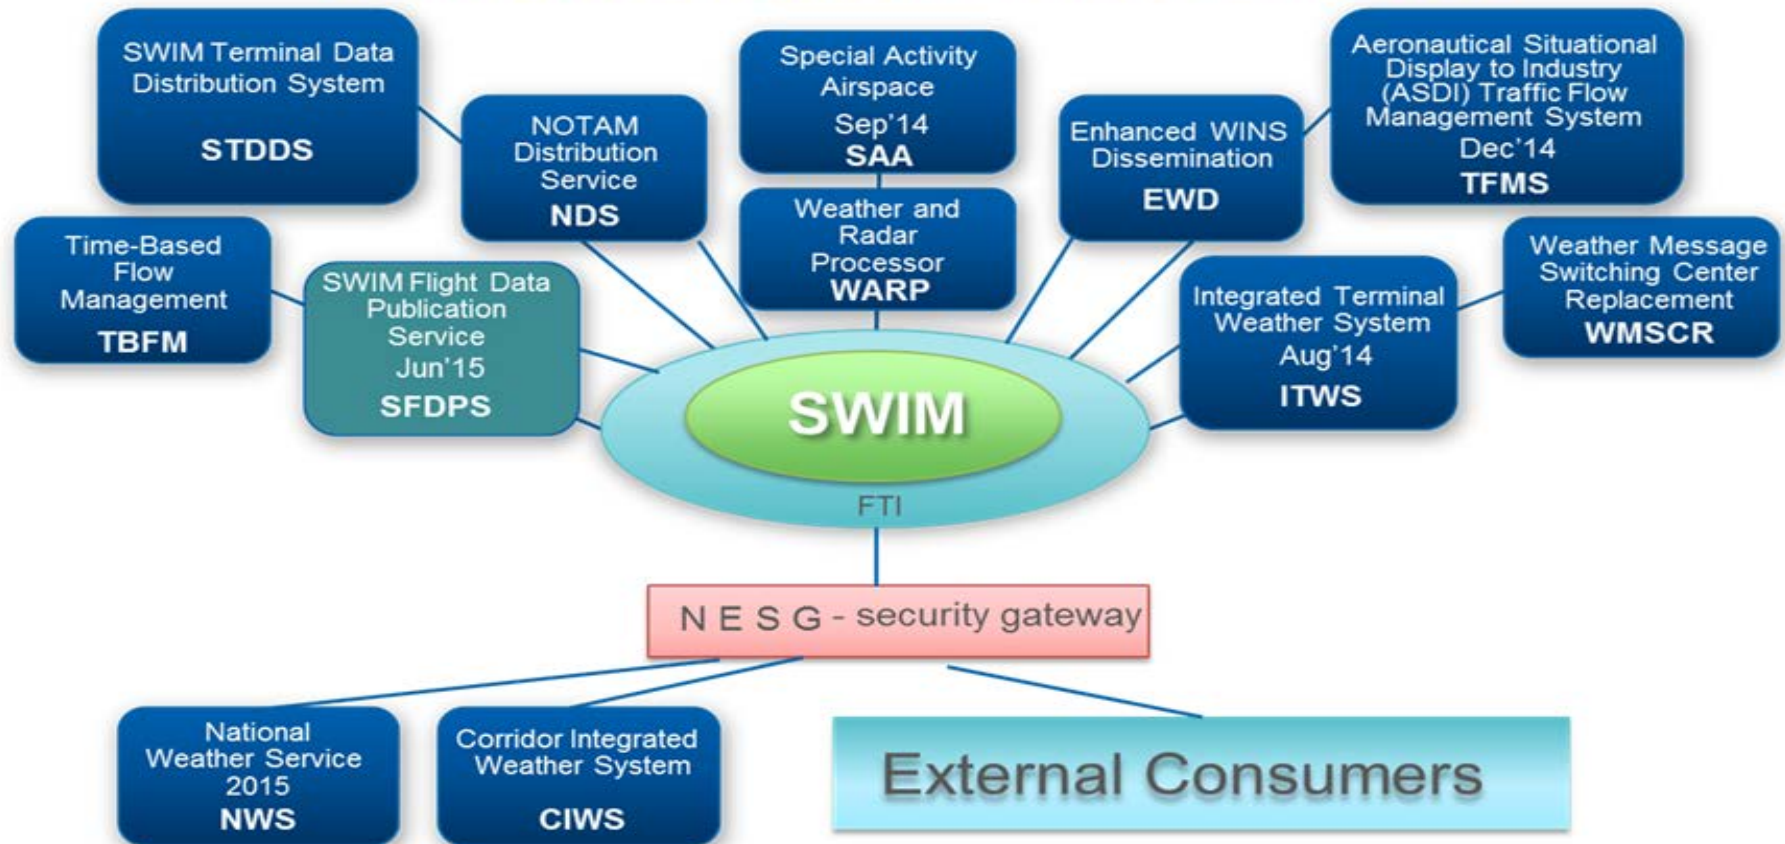 SWIM Terminal Data
Distribution System
STDDS
NOTAM
Distribution
Service
NDS
Special Activity
Airspace
Sep'14
SAA
Weather and
Radar
Processor
WARP
Enhanced WINS
Dissemination
EWD
Aeronautical Situational
Display to Industry
(ASDI) Traffic Flow
Management System
Dec'14
TFMS
Time-Based
Flow
Management
TBFM
SWIM Flight Data
Publication
Service
Jun'15
SFDPS
Integrated Terminal
Weather System
Aug'14
ITWS
Weather Message
Switching Center
Replacement
WMSCR
SWIM
FTI
N E S G - security gateway
National
Weather Service
2015
NWS
Corridor Integrated
Weather System
CIWS
External Consumers